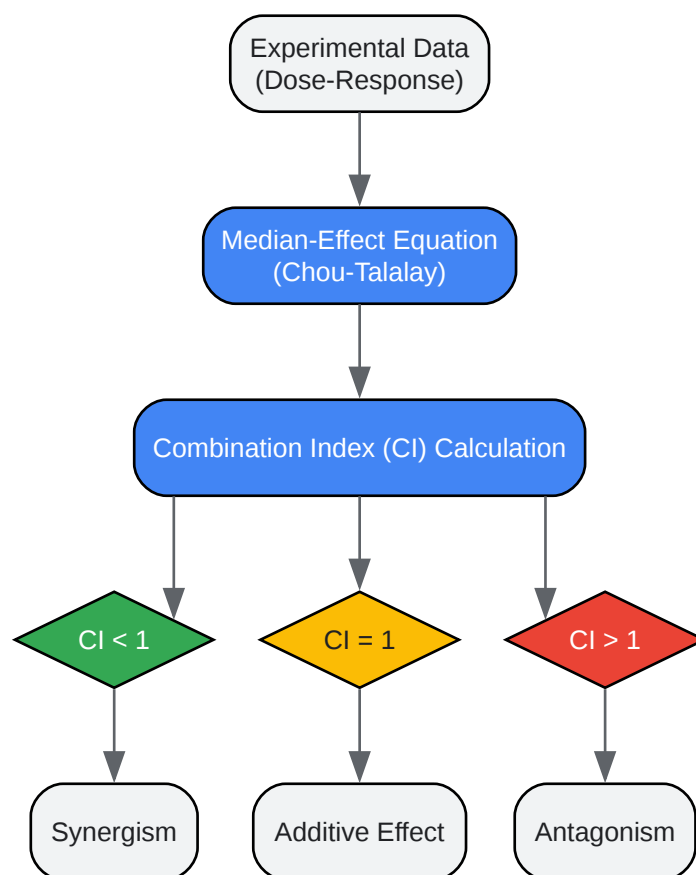 Experimental Data
(Dose-Response)
Median-Effect Equation
(Chou-Talalay)
Combination Index (CI) Calculation
CI < 1
CI = 1
CI > 1
Synergism
Additive Effect
Antagonism